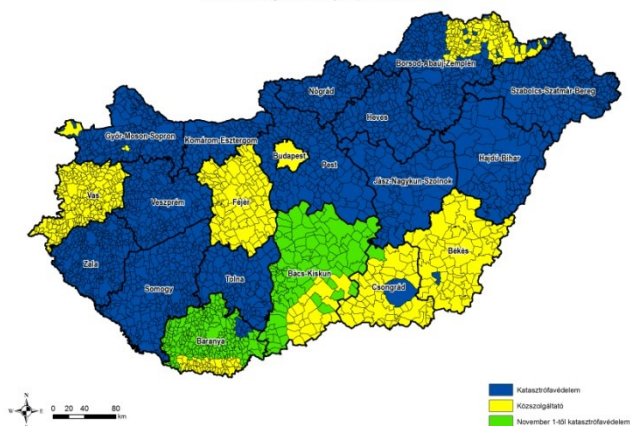 Borsod-Abaúj-Zemplén
Szabolcs-Szatmár-Bereg
Nógrád
Heves
Győr-Moson-Sopron
Komárom-Esztergom
Budapest
Pest
Hajdú-Bihar
Jász-Nagykun-Szolnok
Vas
Veszprém
Fejér
Békés
Zala
Tolna
Bács-Kiskun
Csongrád
Somogy
Baranya
N
W E
S
0 20 40 60 80
km
Katasztrófavédelem
Közszolgáltató
November 1-től katasztrófavédelem